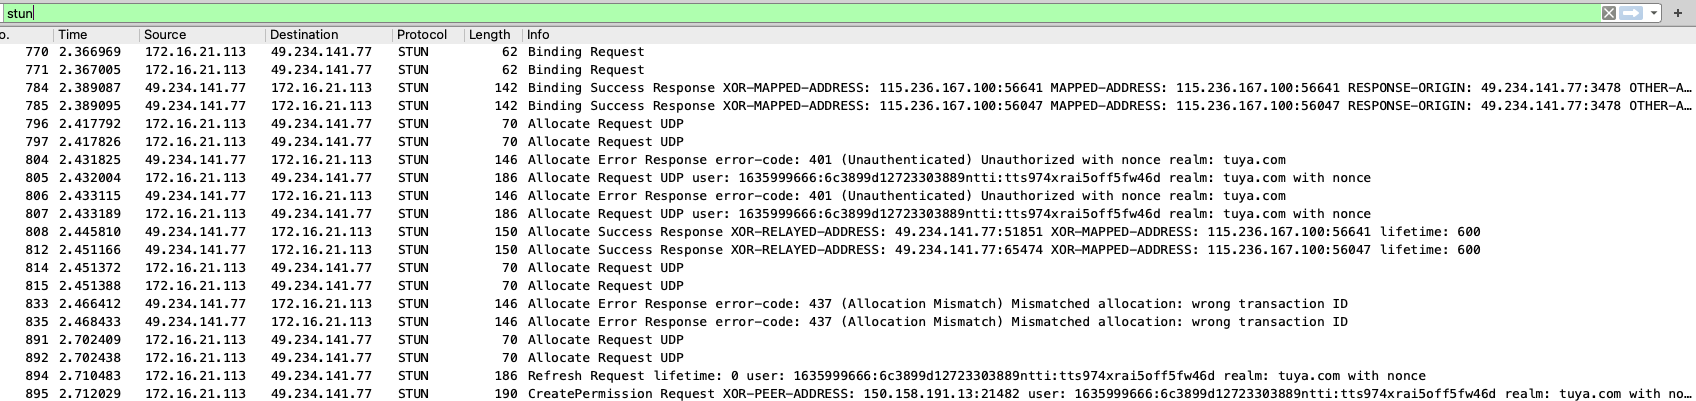 stun
o. Time Source Destination Protocol Length Info
770 2.366969 172.16.21.113 49.234.141.77 STUN 62 Binding Request
771 2.367005 172.16.21.113 49.234.141.77 STUN 62 Binding Request
784 2.389087 49.234.141.77 172.16.21.113 STUN 142 Binding Success Response XOR-MAPPED-ADDRESS: 115.236.167.100:56641 MAPPED-ADDRESS: 115.236.167.100:56641 RESPONSE-ORIGIN: 49.234.141.77:3478 OTHER-A…
785 2.389095 49.234.141.77 172.16.21.113 STUN 142 Binding Success Response XOR-MAPPED-ADDRESS: 115.236.167.100:56047 MAPPED-ADDRESS: 115.236.167.100:56047 RESPONSE-ORIGIN: 49.234.141.77:3478 OTHER-A…
796 2.417792 172.16.21.113 49.234.141.77 STUN 70 Allocate Request UDP
797 2.417826 172.16.21.113 49.234.141.77 STUN 70 Allocate Request UDP
804 2.431825 49.234.141.77 172.16.21.113 STUN 146 Allocate Error Response error-code: 401 (Unauthenticated) Unauthorized with nonce realm: tuya.com
805 2.432004 172.16.21.113 49.234.141.77 STUN 186 Allocate Request UDP user: 1635999666:6c3899d12723303889ntti:tts974xrai5off5fw46d realm: tuya.com with nonce
806 2.433115 49.234.141.77 172.16.21.113 STUN 146 Allocate Error Response error-code: 401 (Unauthenticated) Unauthorized with nonce realm: tuya.com
807 2.433189 172.16.21.113 49.234.141.77 STUN 186 Allocate Request UDP user: 1635999666:6c3899d12723303889ntti:tts974xrai5off5fw46d realm: tuya.com with nonce
808 2.445810 49.234.141.77 172.16.21.113 STUN 150 Allocate Success Response XOR-RELAYED-ADDRESS: 49.234.141.77:51851 XOR-MAPPED-ADDRESS: 115.236.167.100:56641 lifetime: 600
812 2.451166 49.234.141.77 172.16.21.113 STUN 150 Allocate Success Response XOR-RELAYED-ADDRESS: 49.234.141.77:65474 XOR-MAPPED-ADDRESS: 115.236.167.100:56047 lifetime: 600
814 2.451372 172.16.21.113 49.234.141.77 STUN 70 Allocate Request UDP
815 2.451388 172.16.21.113 49.234.141.77 STUN 70 Allocate Request UDP
833 2.466412 49.234.141.77 172.16.21.113 STUN 146 Allocate Error Response error-code: 437 (Allocation Mismatch) Mismatched allocation: wrong transaction ID
835 2.468433 49.234.141.77 172.16.21.113 STUN 146 Allocate Error Response error-code: 437 (Allocation Mismatch) Mismatched allocation: wrong transaction ID
891 2.702409 172.16.21.113 49.234.141.77 STUN 70 Allocate Request UDP
892 2.702438 172.16.21.113 49.234.141.77 STUN 70 Allocate Request UDP
894 2.710483 172.16.21.113 49.234.141.77 STUN 186 Refresh Request lifetime: 0 user: 1635999666:6c3899d12723303889ntti:tts974xrai5off5fw46d realm: tuya.com with nonce
895 2.712029 172.16.21.113 49.234.141.77 STUN 190 CreatePermission Request XOR-PEER-ADDRESS: 150.158.191.13:21482 user: 1635999666:6c3899d12723303889ntti:tts974xrai5off5fw46d realm: tuya.com with no…